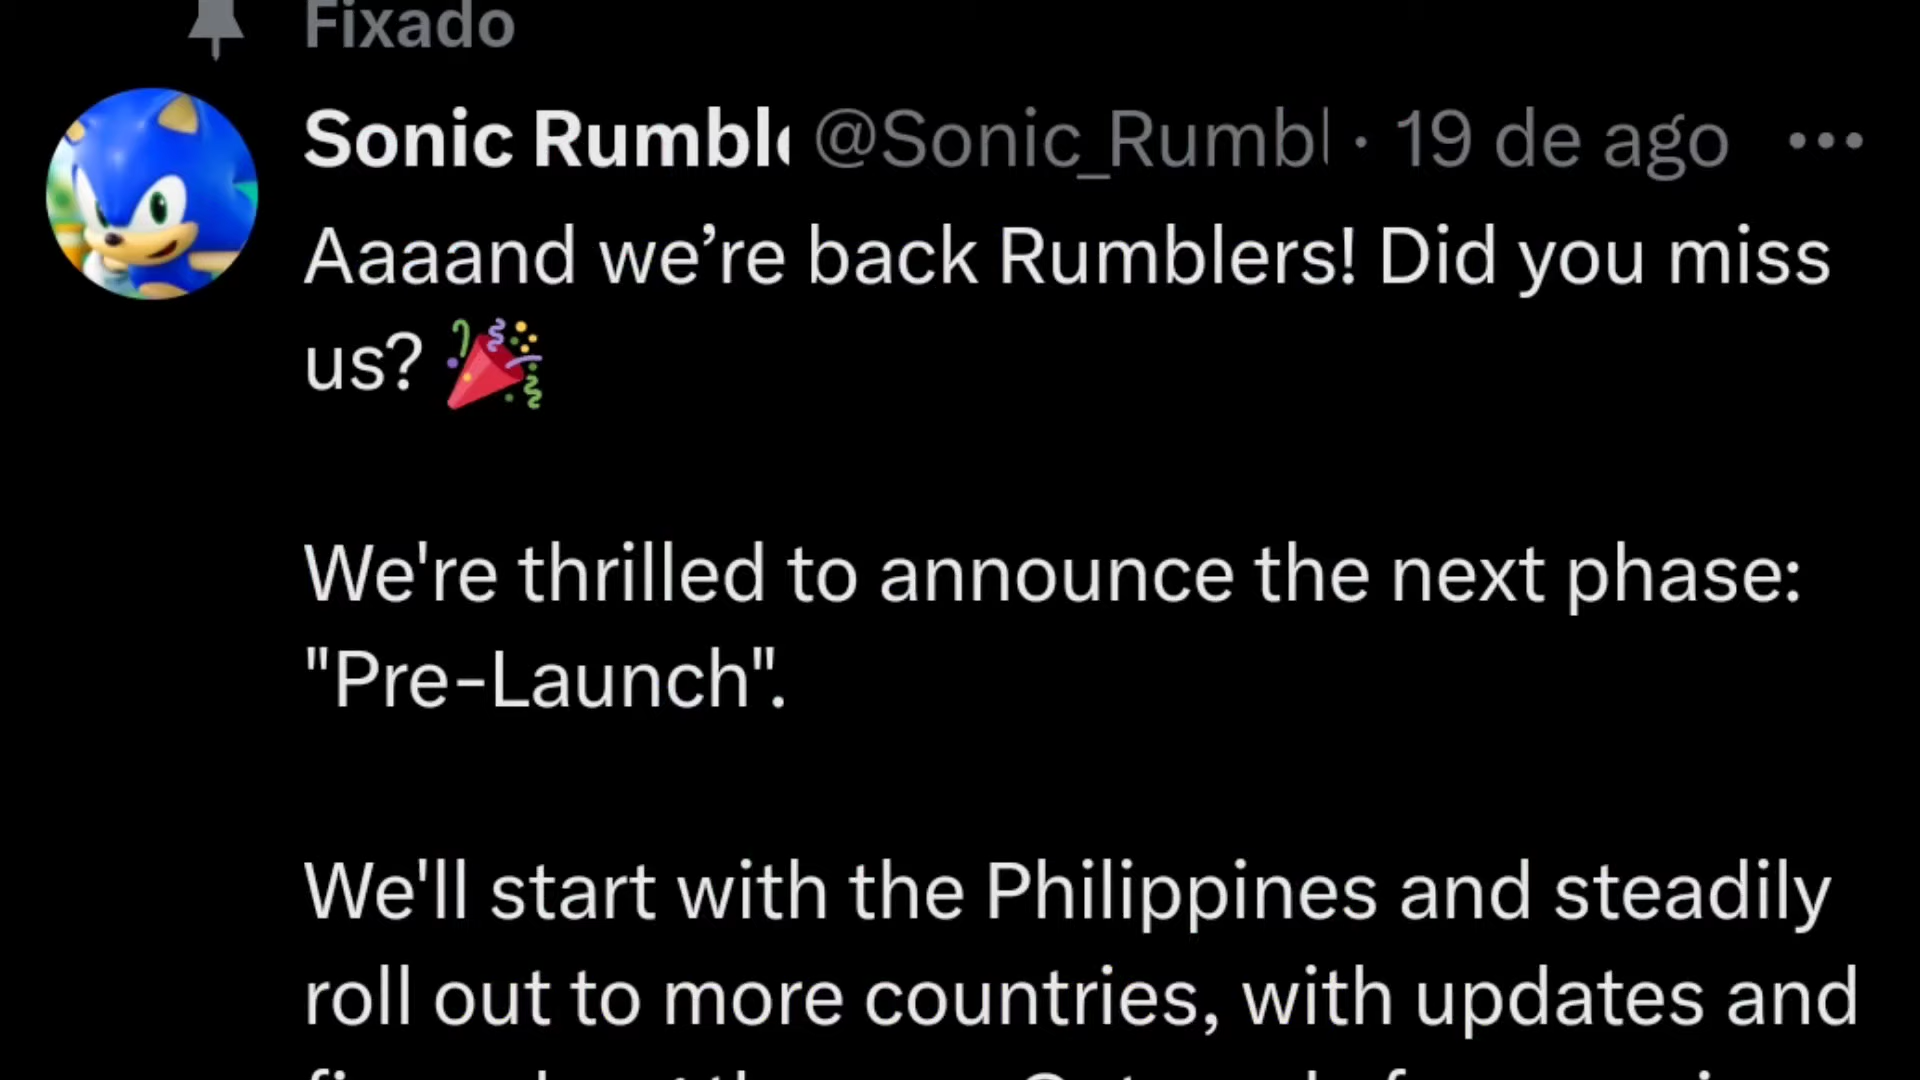 Fixado
Sonic Rumbl @Sonic_Rumbl · 19 de ago
Aaaand we’re back Rumblers! Did you miss
us? 🎉
We're thrilled to announce the next phase:
"Pre-Launch".
We'll start with the Philippines and steadily
roll out to more countries, with updates and